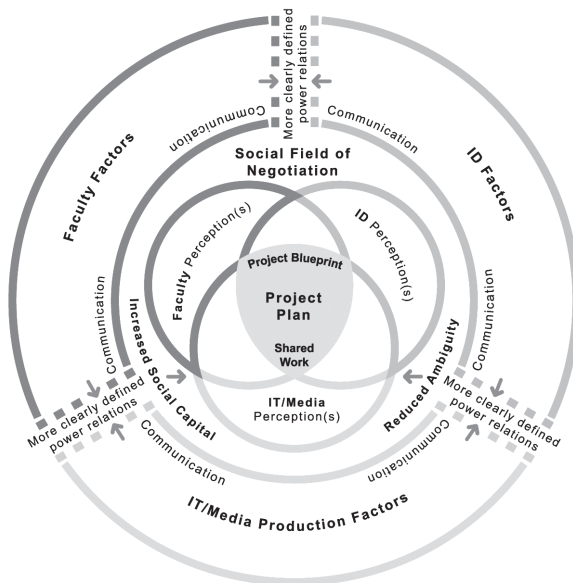 More clearly defined
power relations
Communication
Communication
Faculty Factors
ID Factors
Social Field of
Negotiation
Faculty Perception(s)
ID Perception(s)
Project Blueprint
Project
Plan
Shared
Work
Communication
Communication
Increased Social Capital
Reduced Ambiguity
IT/Media
Perception(s)
More clearly defined
power relations
More clearly defined
power relations
Communication
Communication
IT/Media Production Factors